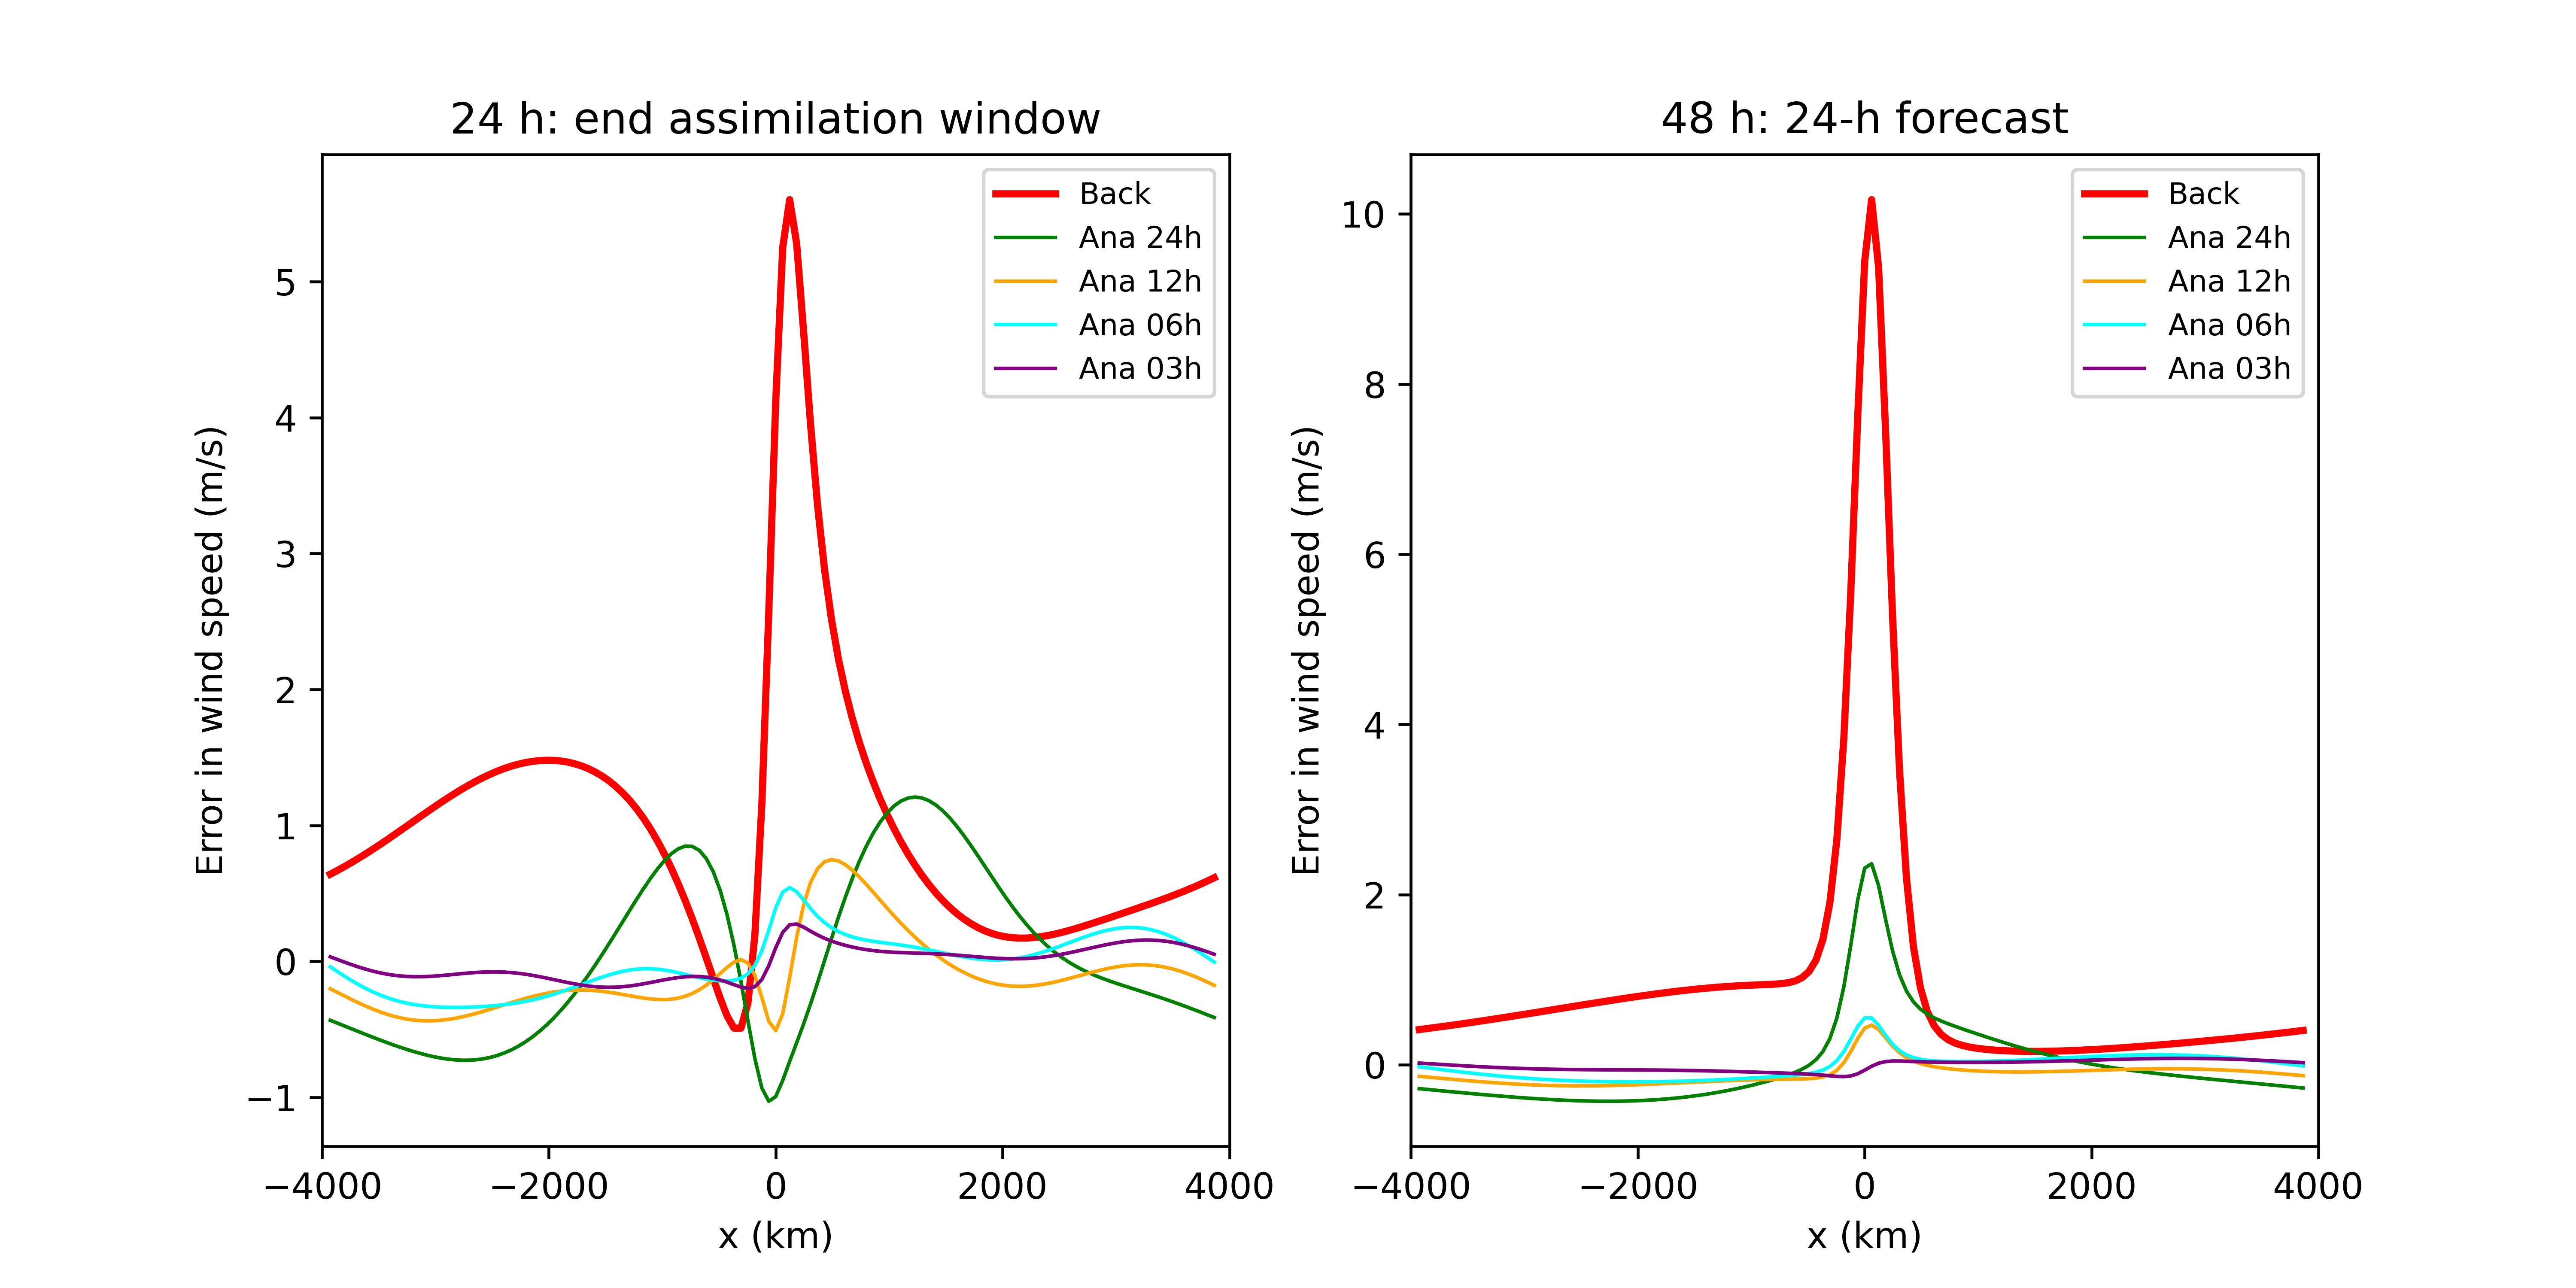 24 h: end assimilation window
Error in wind speed (m/s)
5
4
3
2
1
0
−1
−4000 −2000 0 2000 4000
x (km)
Back
Ana 24h
Ana 12h
Ana 06h
Ana 03h
48 h: 24-h forecast
Error in wind speed (m/s)
10
8
6
4
2
0
−4000 −2000 0 2000 4000
x (km)
Back
Ana 24h
Ana 12h
Ana 06h
Ana 03h